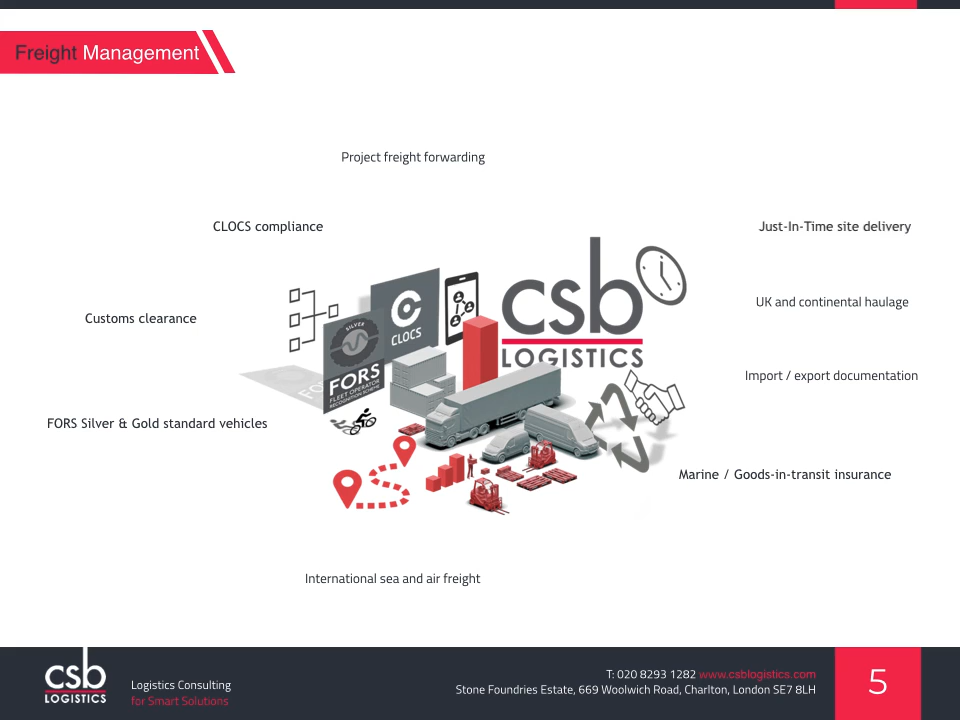 Freight Management
Project freight forwarding
CLOCS compliance
Just-In-Time site delivery
UK and continental haulage
Customs clearance
Import / export documentation
FORS Silver & Gold standard vehicles
Marine / Goods-in-transit insurance
International sea and air freight
csb
LOGISTICS
CLOCS
SILVER
FORS
FLEET OPERATOR
RECOGNITION SCHEME
FO
csb
LOGISTICS
Logistics Consulting
for Smart Solutions
T: 020 8293 1282 www.csblogistics.com
Stone Foundries Estate, 669 Woolwich Road, Charlton, London SE7 8LH
5